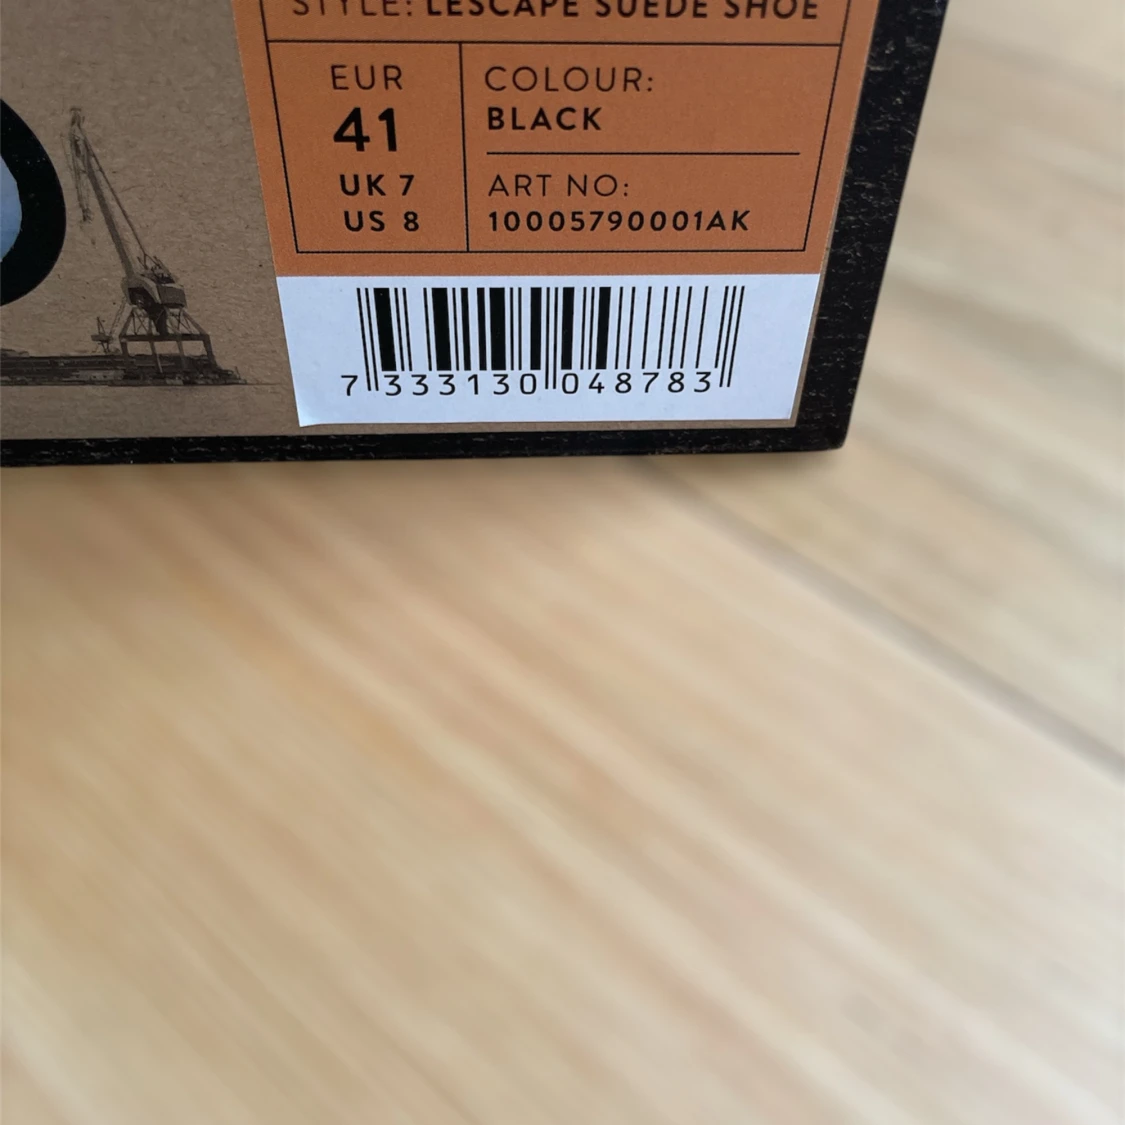 STYLE: LESCAPE SUEDE SHOE
EUR
41
UK 7
US 8
COLOUR:
BLACK
ART NO:
10005790001AK
7 333130 048783